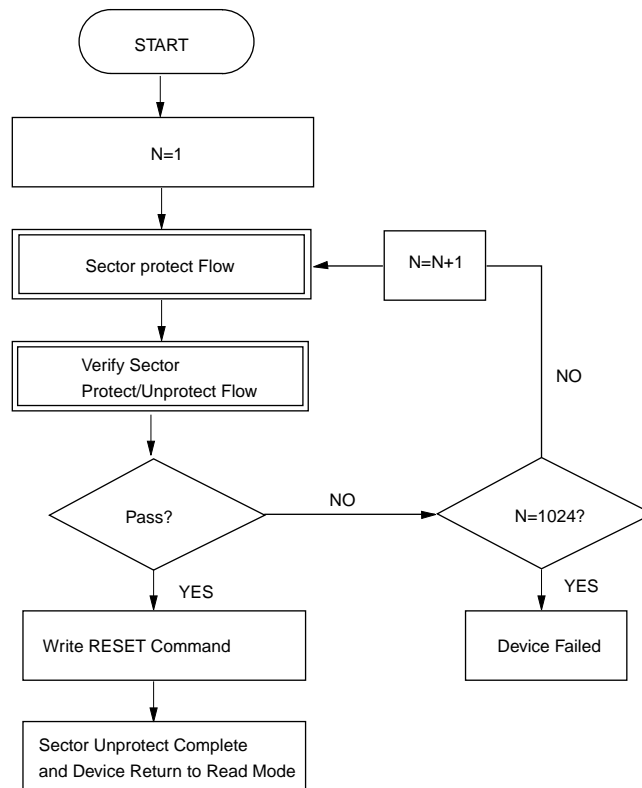 START
N=1
Sector protect Flow
N=N+1
Verify Sector
Protect/Unprotect Flow
NO
Pass?
NO
N=1024?
YES
YES
Write RESET Command
Device Failed
Sector Unprotect Complete
and Device Return to Read Mode